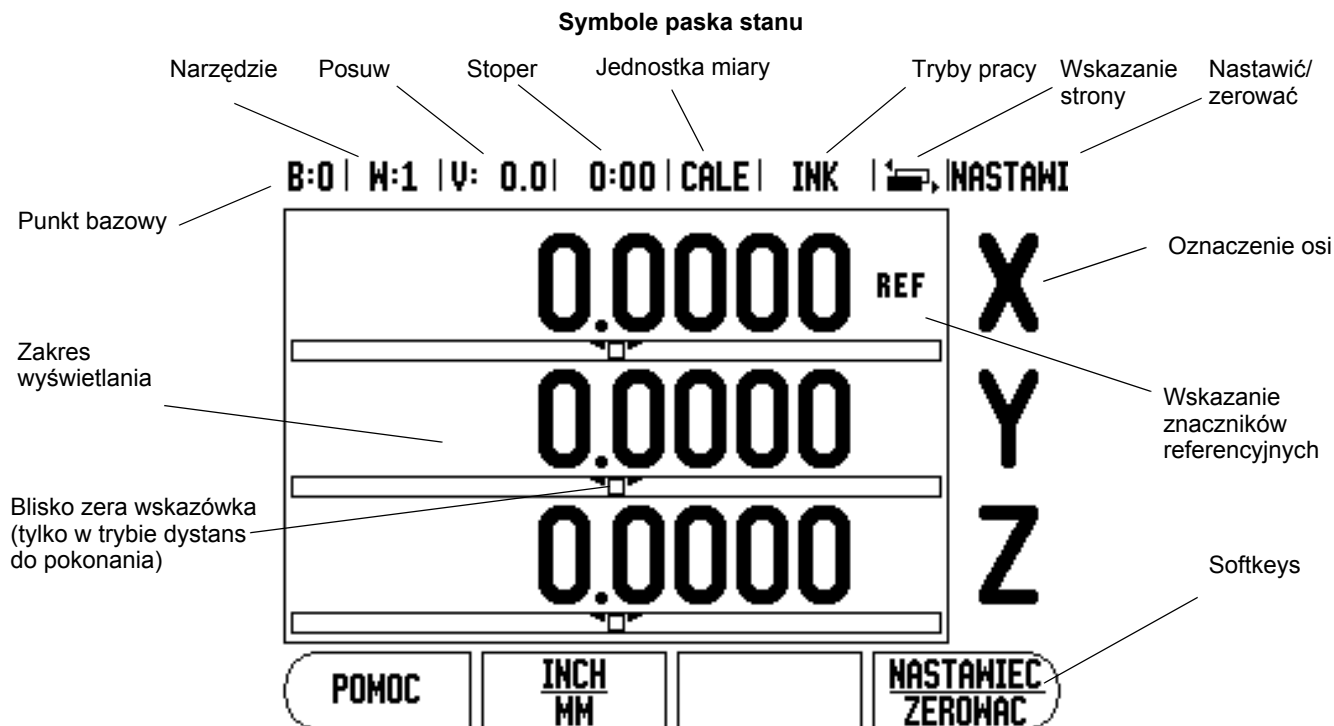 Symbole paska stanu
Narzędzie Posuw Stoper Jednostka miary Tryby pracy Wskazanie strony Nastawić/ zerować
B:0 | W:1 | V: 0.0 | 0:00 | CALE | INK | | NASTAWI
Punkt bazowy
0.0000 REF X
Oznaczenie osi
Zakres
wyświetlania
0.0000 Y
Wskazanie
znaczników
referencyjnych
Blisko zera wskazówka
(tylko w trybie dystans
do pokonania)
0.0000 Z
Softkeys
POMOC
INCH
MM
NASTAWIEC
ZEROWAC